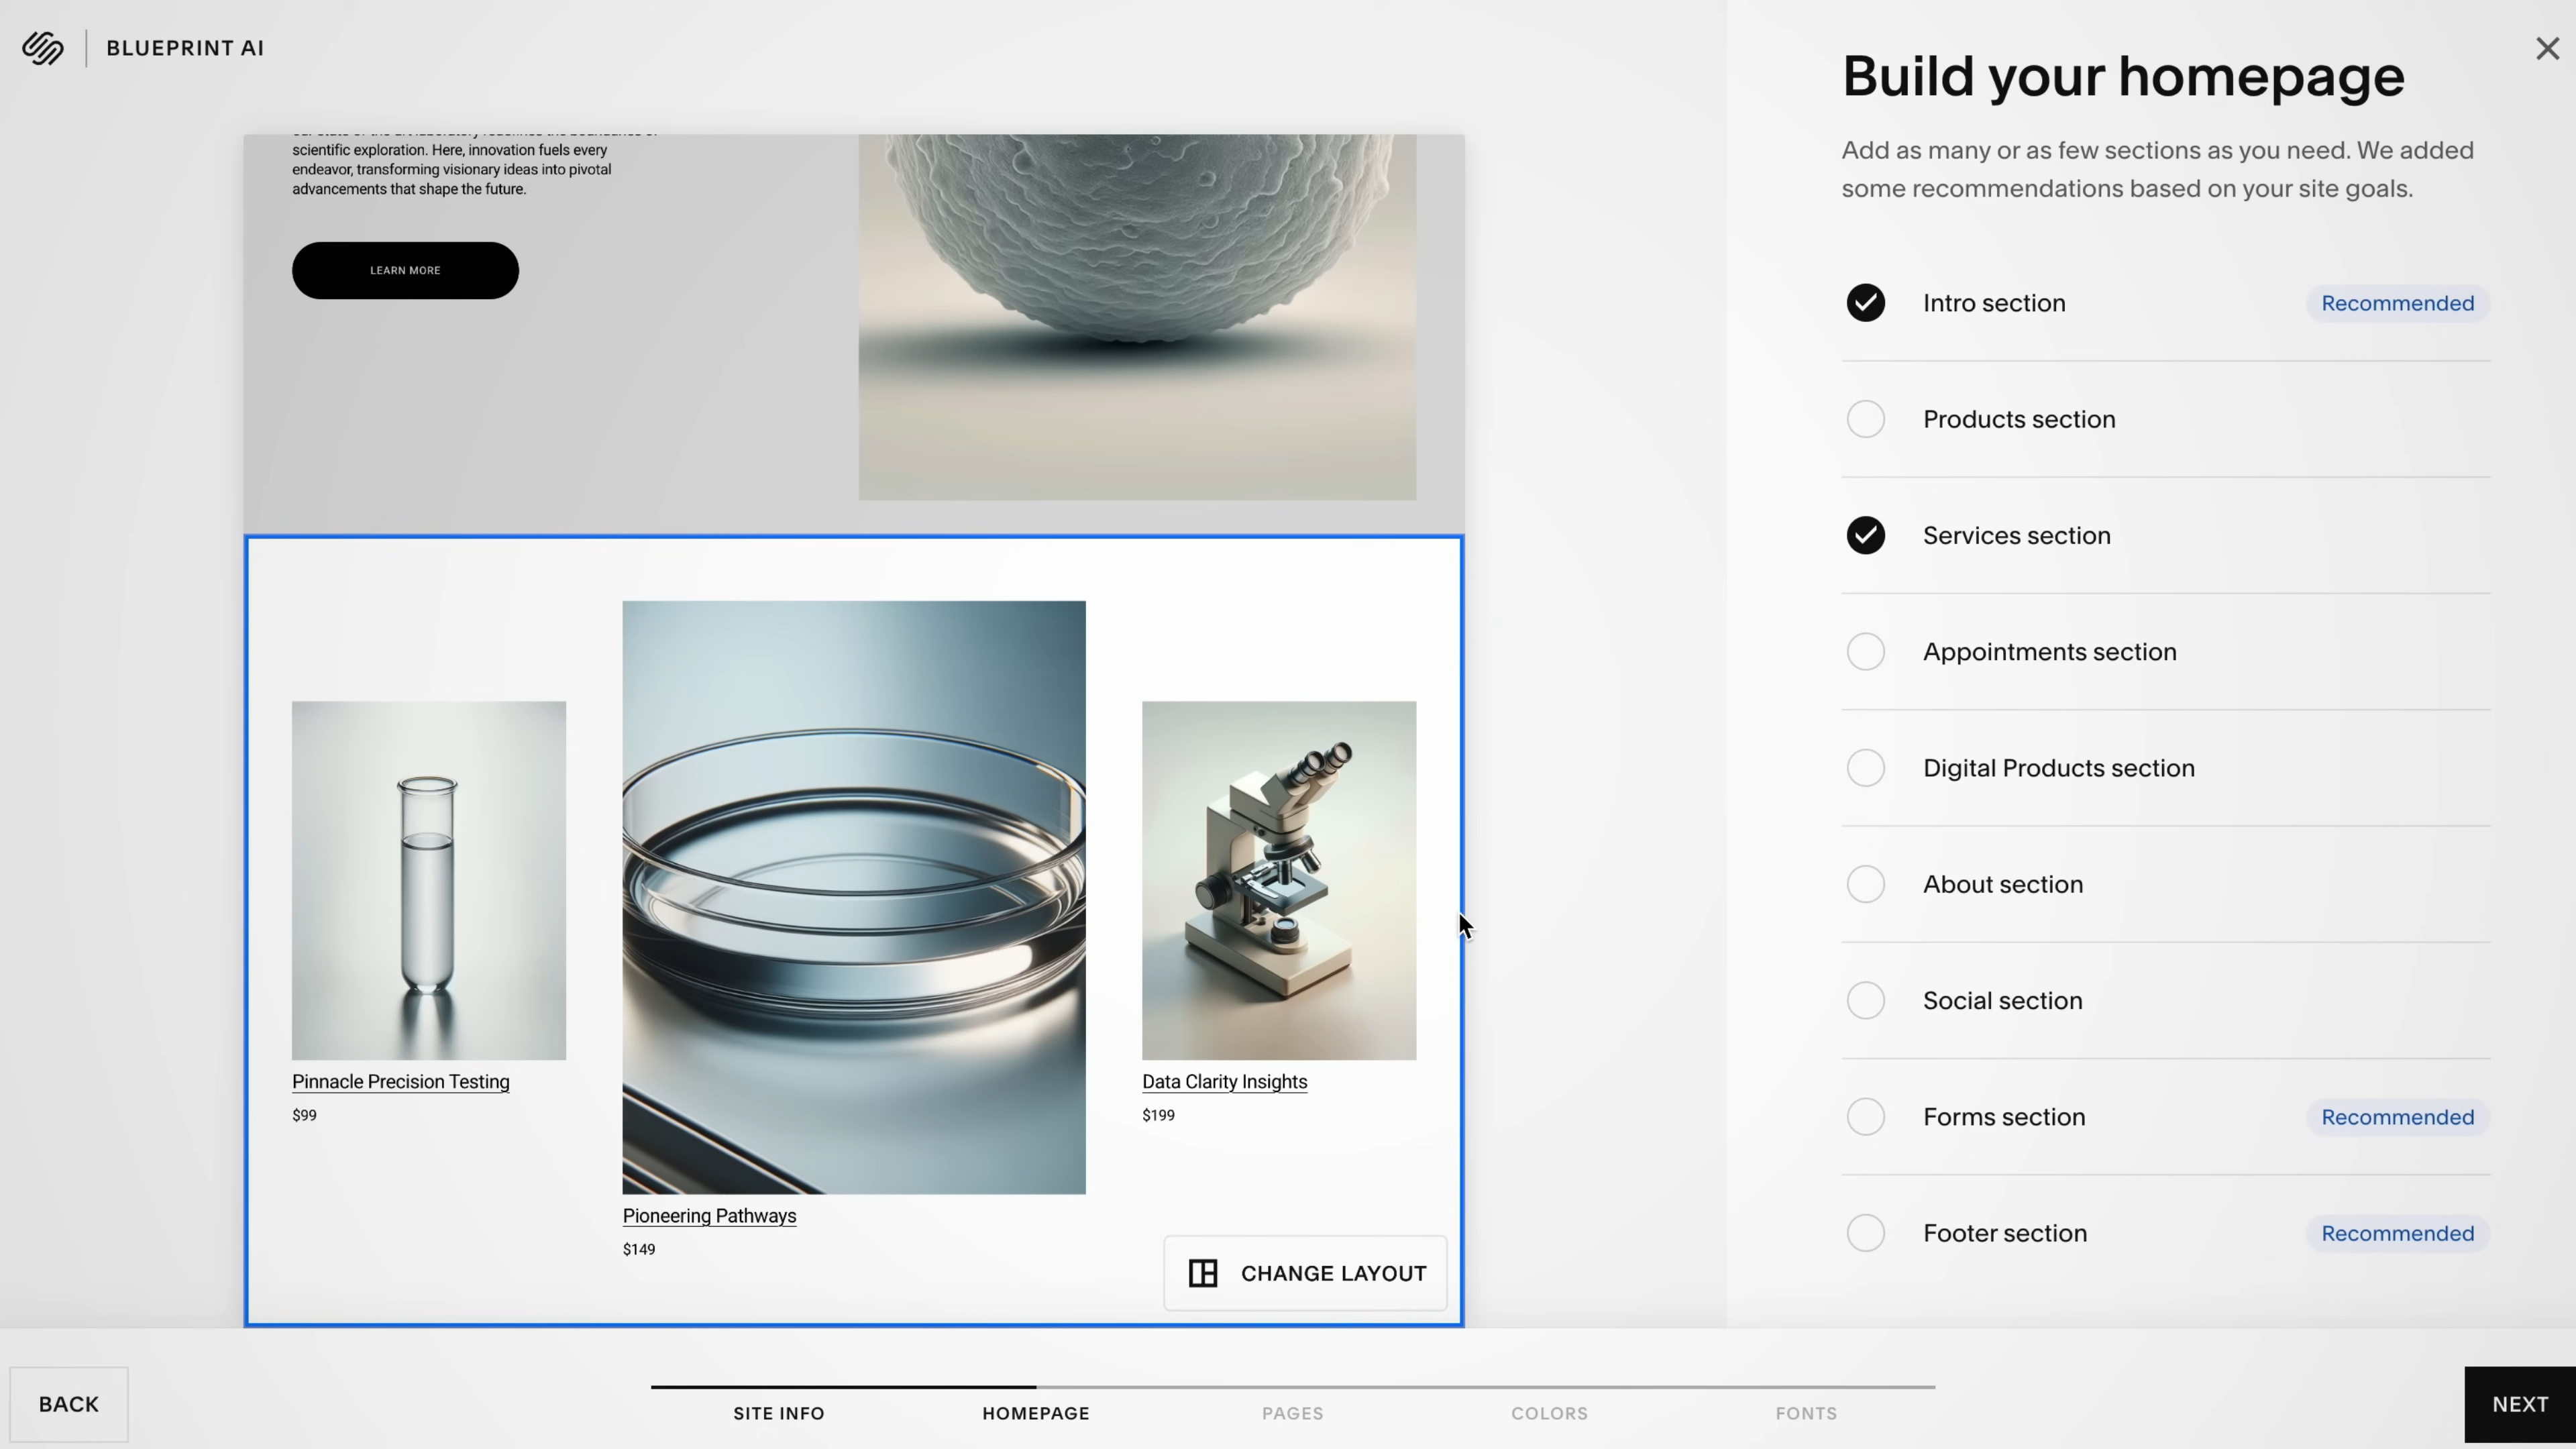 BLUEPRINT AI
scientific exploration. Here, innovation fuels every
endeavor, transforming visionary ideas into pivotal
advancements that shape the future.
LEARN MORE
Pinnacle Precision Testing
$99
Pioneering Pathways
$149
Data Clarity Insights
$199
CHANGE LAYOUT
Build your homepage
Add as many or as few sections as you need. We added
some recommendations based on your site goals.
Intro section
Recommended
Products section
Services section
Appointments section
Digital Products section
About section
Social section
Forms section
Recommended
Footer section
Recommended
BACK
SITE INFO
HOMEPAGE
PAGES
COLORS
FONTS
NEXT